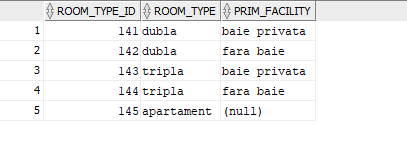 ROOM_TYPE_ID ROOM_TYPE PRIM_FACILITY
1 141 dubla baie privata
2 142 dubla fara baie
3 143 tripla baie privata
4 144 tripla fara baie
5 145 apartament (null)